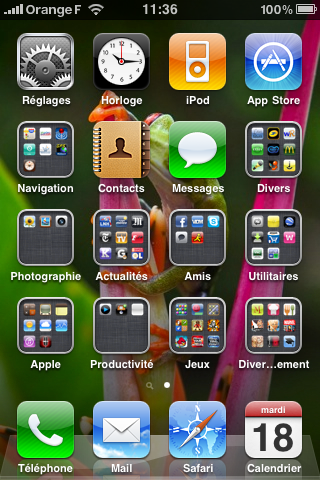 Orange F 11:36 100%
Réglages Horloge iPod App Store
Navigation Contacts Messages Divers
Photographie Actualités Amis Utilitaires
Apple Productivité Jeux Diver...ement
mardi
18
Téléphone Mail Safari Calendrier